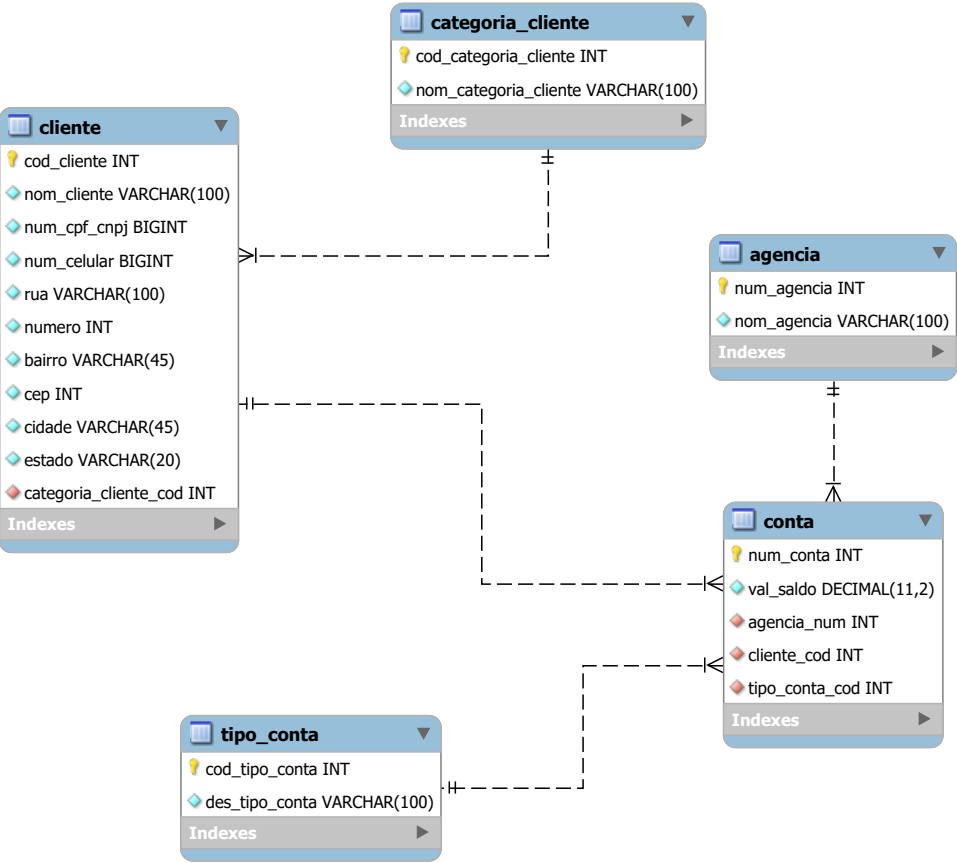 categoria_cliente
cod_categoria_cliente INT
nom_categoria_cliente VARCHAR(100)
Indexes
cliente
cod_cliente INT
nom_cliente VARCHAR(100)
num_cpf_cnpj BIGINT
num_celular BIGINT
rua VARCHAR(100)
numero INT
bairro VARCHAR(45)
cep INT
cidade VARCHAR(45)
estado VARCHAR(20)
categoria_cliente_cod INT
Indexes
agencia
num_agencia INT
nom_agencia VARCHAR(100)
Indexes
conta
num_conta INT
val_saldo DECIMAL(11,2)
agencia_num INT
cliente_cod INT
tipo_conta_cod INT
Indexes
tipo_conta
cod_tipo_conta INT
des_tipo_conta VARCHAR(100)
Indexes